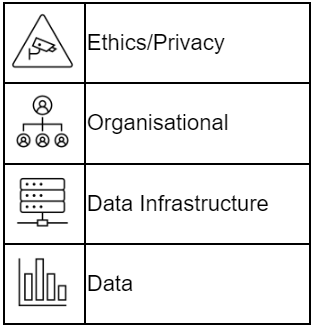 Ethics/Privacy
Organisational
Data Infrastructure
Data